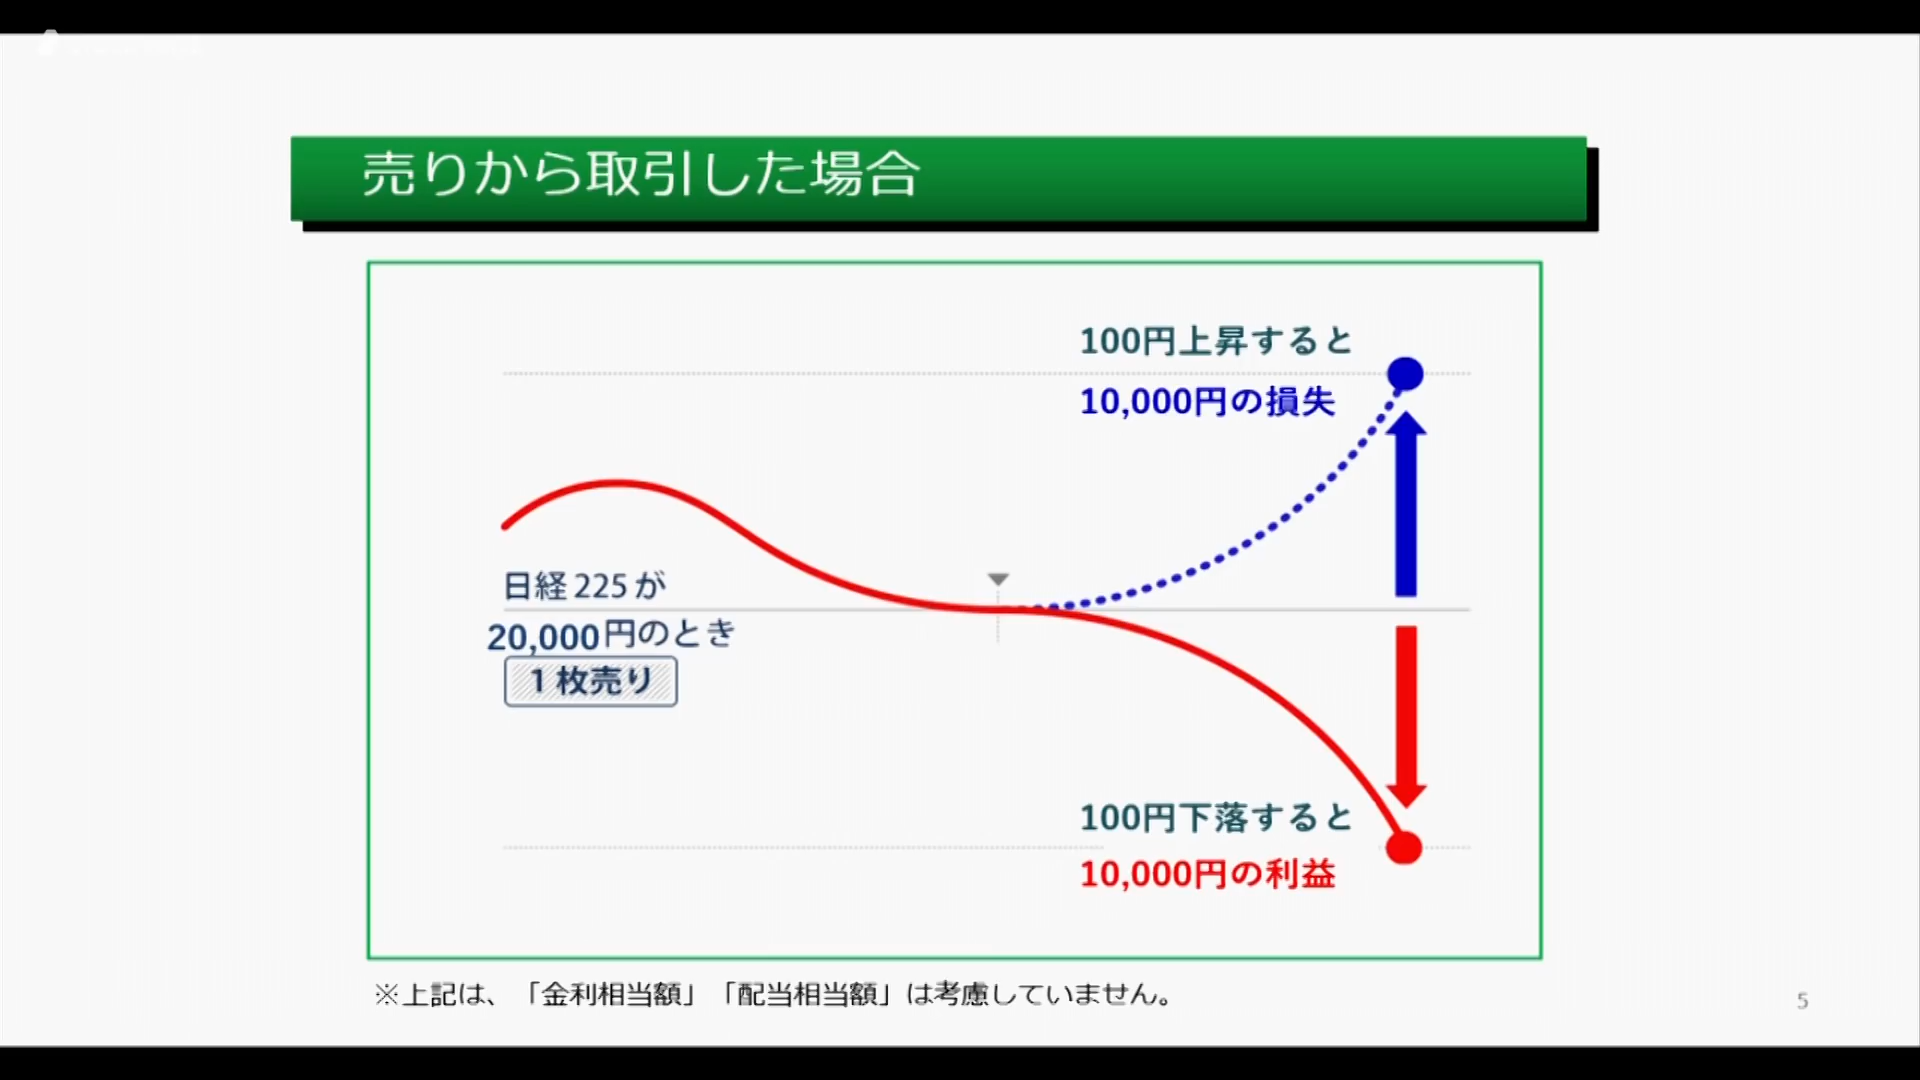 売りから取引した場合
100円上昇すると
10,000円の損失
日経225が
20,000円のとき
1枚売り
100円下落すると
10,000円の利益
※上記は、「金利相当額」「配当相当額」は考慮していません。
5